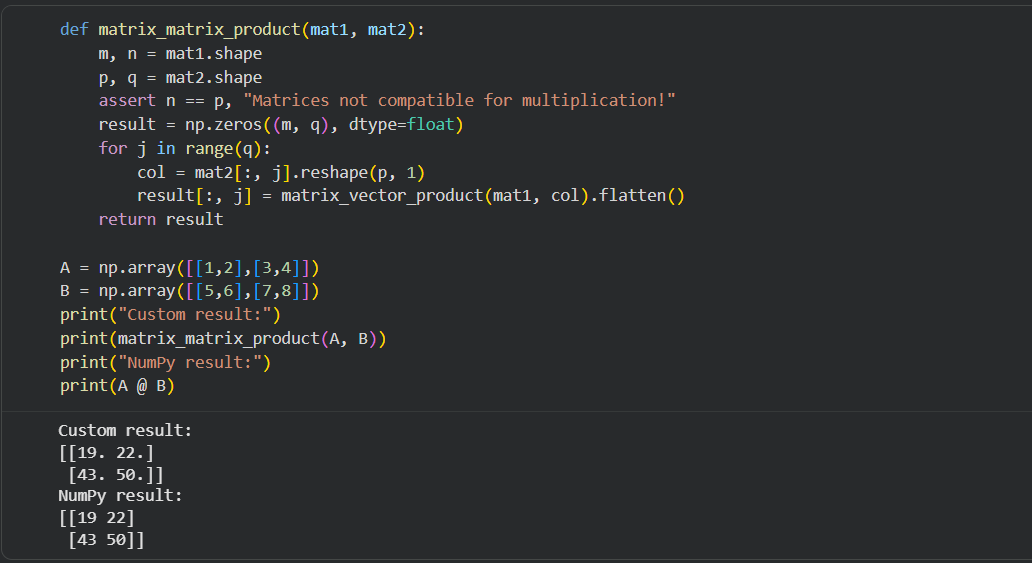 def matrix_matrix_product(mat1, mat2):
    m, n = mat1.shape
    p, q = mat2.shape
    assert n == p, "Matrices not compatible for multiplication!"
    result = np.zeros((m, q), dtype=float)
    for j in range(q):
        col = mat2[:, j].reshape(p, 1)
        result[:, j] = matrix_vector_product(mat1, col).flatten()
    return result

A = np.array([[1,2],[3,4]])
B = np.array([[5,6],[7,8]])
print("Custom result:")
print(matrix_matrix_product(A, B))
print("NumPy result:")
print(A @ B)
Custom result:
[[19. 22.]
 [43. 50.]]
NumPy result:
[[19 22]
 [43 50]]